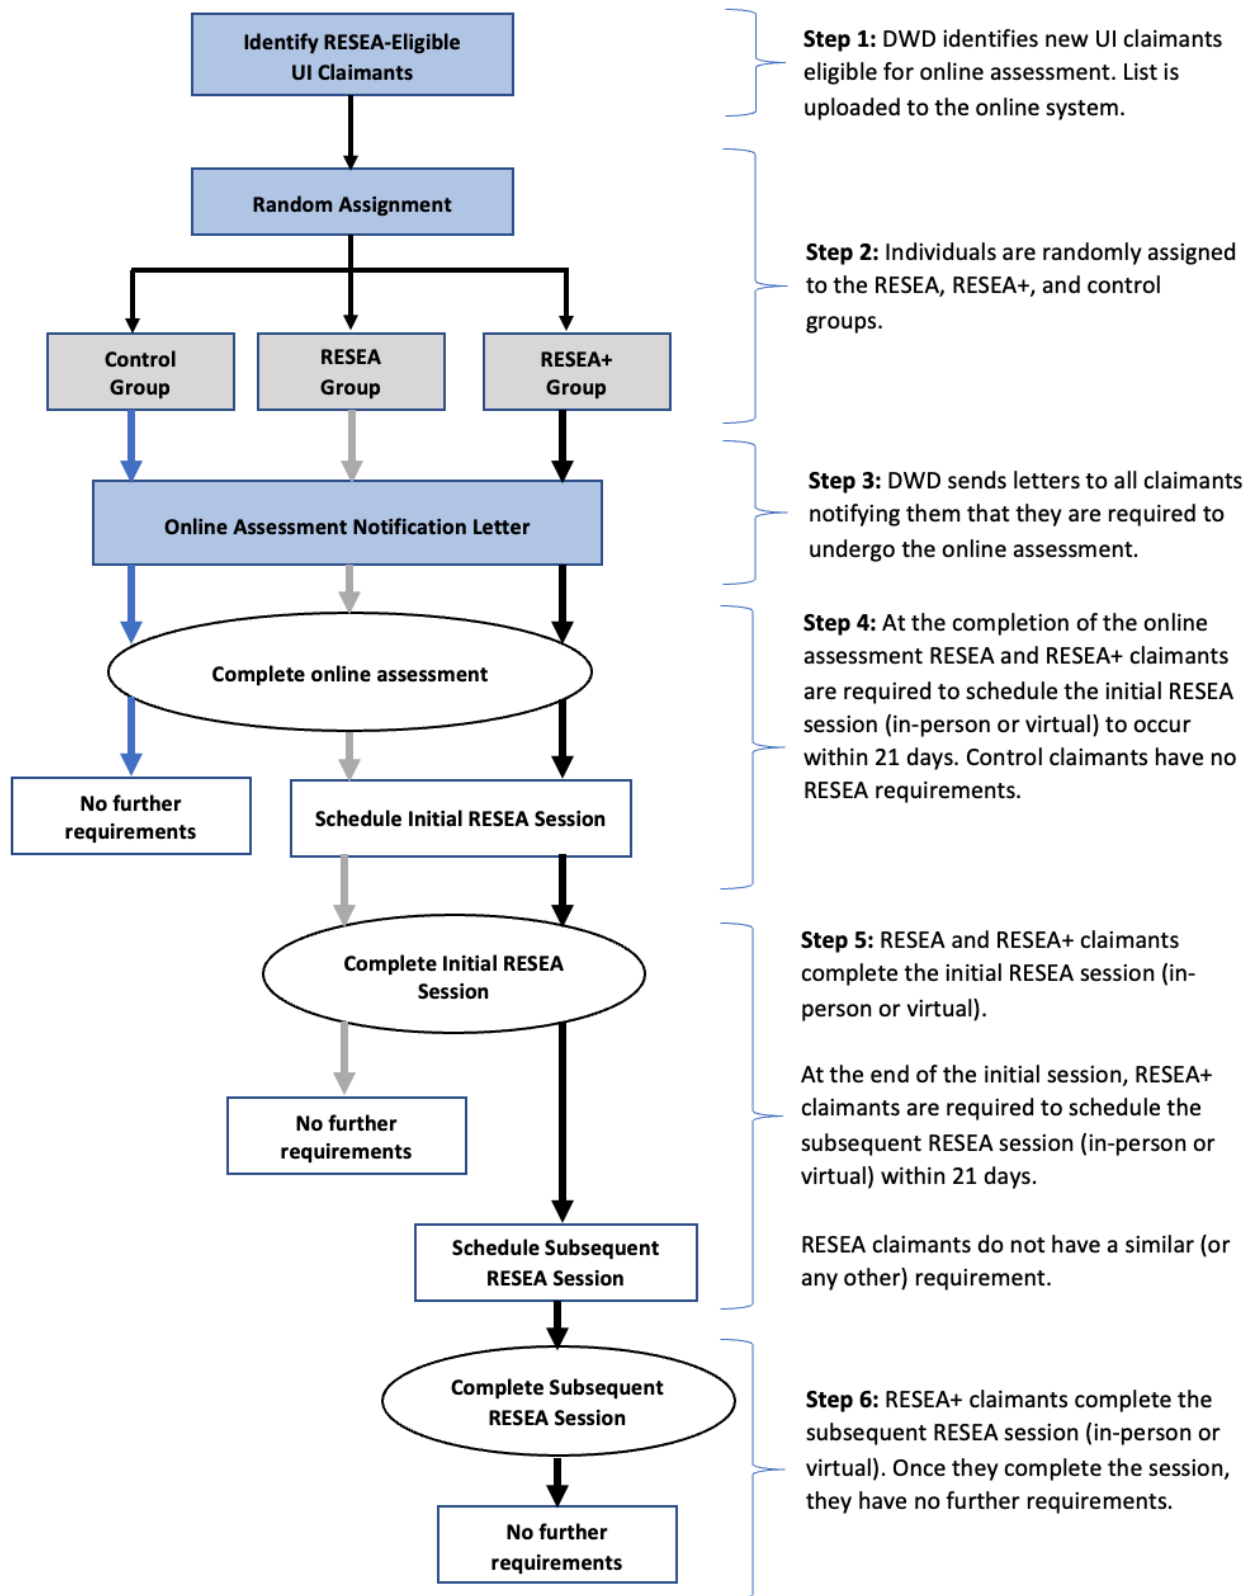 Identify RESEA-Eligible
UI Claimants
Step 1: DWD identifies new UI claimants
eligible for online assessment. List is
uploaded to the online system.
Random Assignment
Step 2: Individuals are randomly assigned
to the RESEA, RESEA+, and control
groups.
Control
Group
RESEA
Group
RESEA+
Group
Step 3: DWD sends letters to all claimants
notifying them that they are required to
undergo the online assessment.
Online Assessment Notification Letter
Step 4: At the completion of the online
assessment RESEA and RESEA+ claimants
are required to schedule the initial RESEA
session (in-person or virtual) to occur
within 21 days. Control claimants have no
RESEA requirements.
Complete online assessment
No further
requirements
Schedule Initial RESEA Session
Step 5: RESEA and RESEA+ claimants
complete the initial RESEA session (in-
person or virtual).
At the end of the initial session, RESEA+
claimants are required to schedule the
subsequent RESEA session (in-person or
virtual) within 21 days.
RESEA claimants do not have a similar (or
any other) requirement.
Complete Initial RESEA
Session
No further
requirements
Schedule Subsequent
RESEA Session
Complete Subsequent
RESEA Session
Step 6: RESEA+ claimants complete the
subsequent RESEA session (in-person or
virtual). Once they complete the session,
they have no further requirements.
No further
requirements